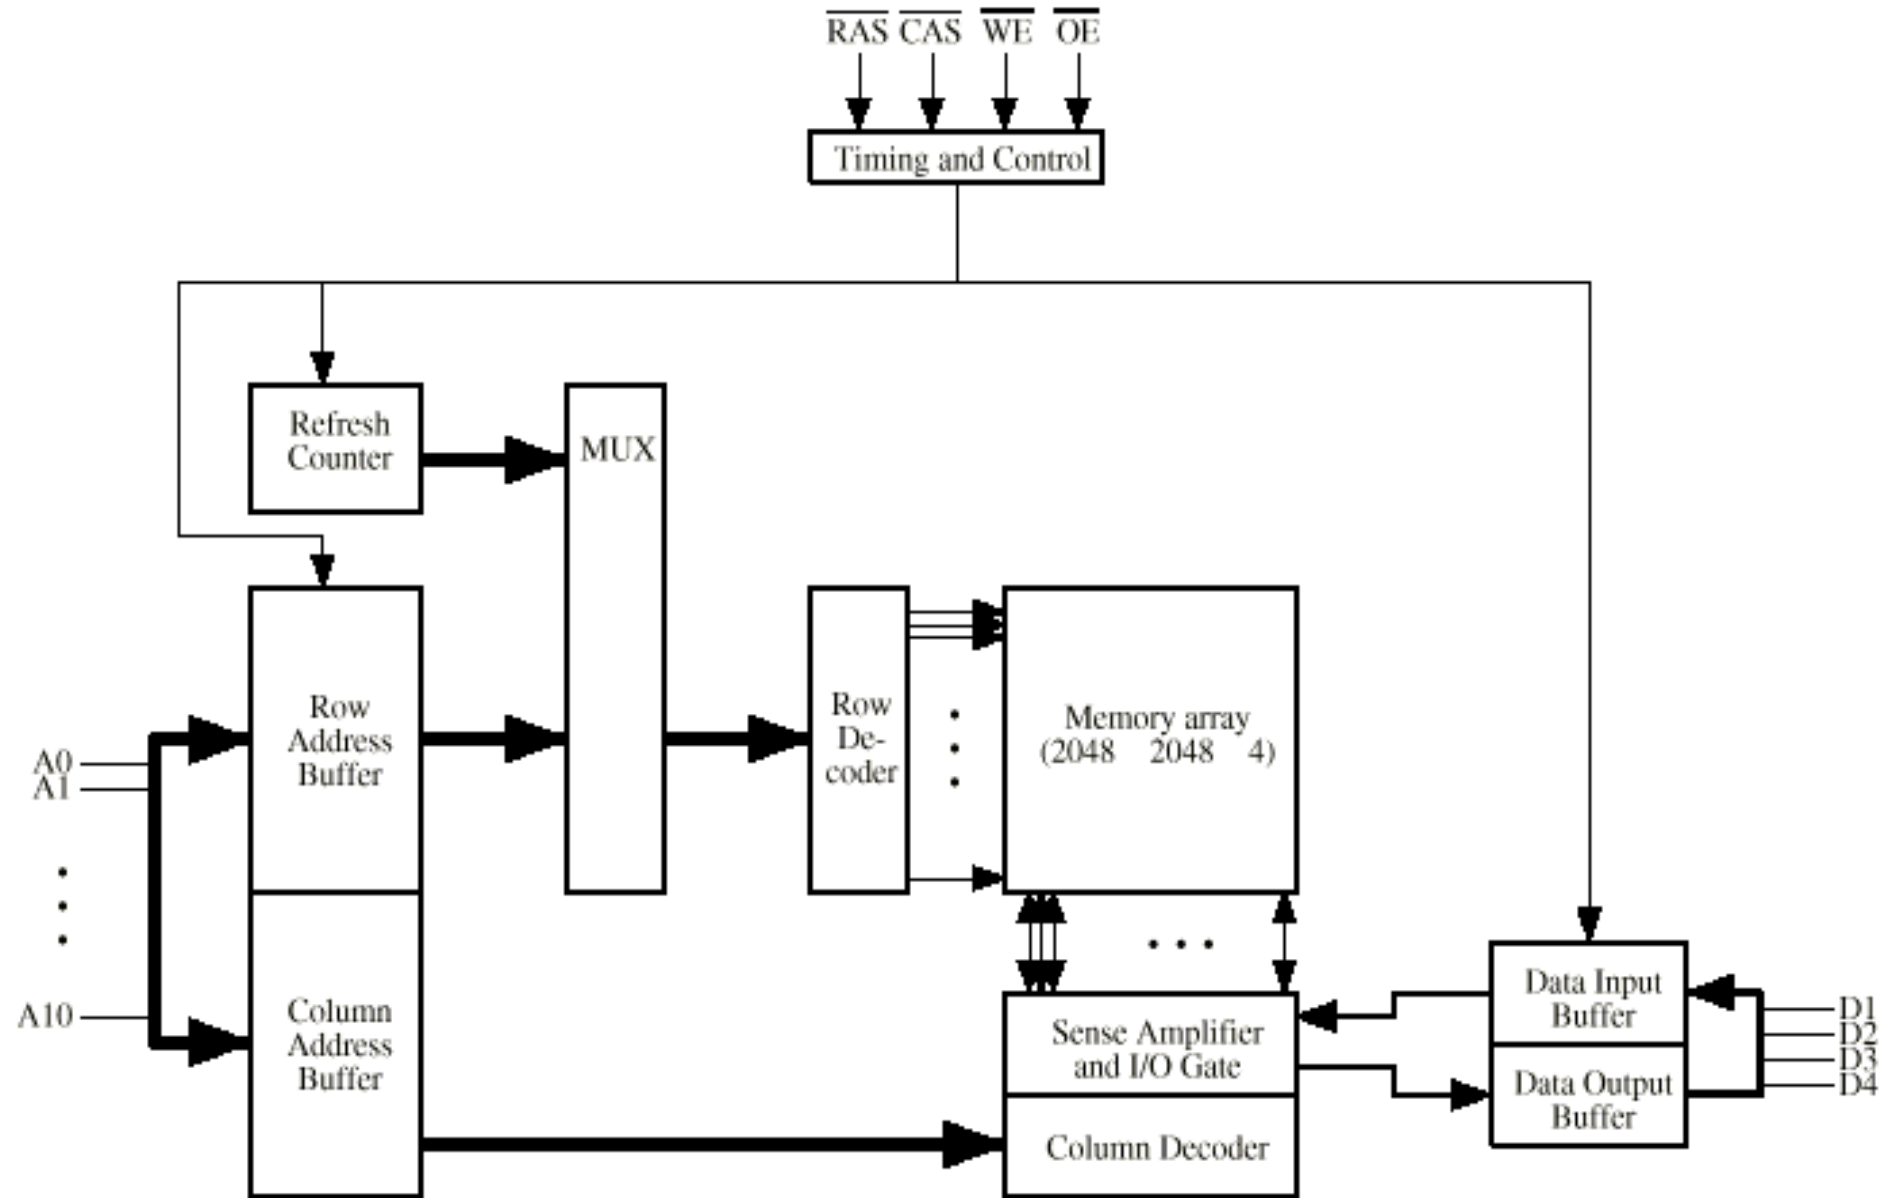 RAS CAS WE OE
Timing and Control
Refresh
Counter
MUX
Row
Address
Buffer
Row
De-
coder
Memory array
(2048 2048 4)
A0
A1
A10
Column
Address
Buffer
Sense Amplifier
and I/O Gate
Column Decoder
Data Input
Buffer
Data Output
Buffer
D1
D2
D3
D4